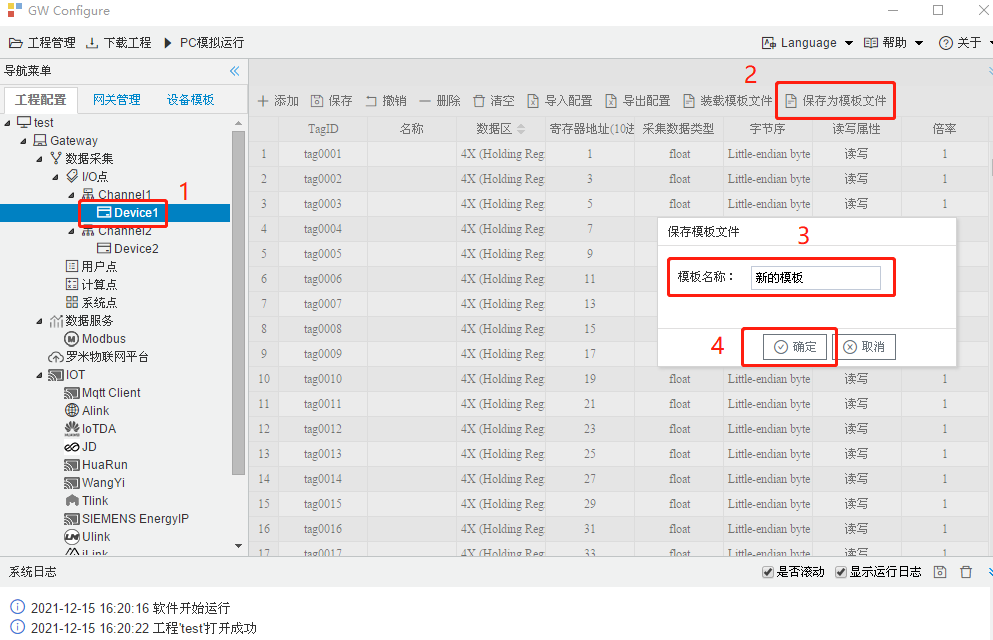 GW Configure
工程管理 下载工程 PC模拟运行 Language 帮助 关于
导航菜单
工程配置 网关管理 设备模板
2
添加 保存 撤销 删除 清空 导入配置 导出配置 装载模板文件 保存为模板文件
test
Gateway
数据采集
I/O点
Channel1
1
Device1
Channel2
Device2
用户点
计算点
系统点
数据服务
Modbus
罗米物联网平台
IOT
Mqtt Client
Alink
IoTDA
JD
HuaRun
WangYi
Tlink
SIEMENS EnergyIP
Ulink
iLink
TagID 名称 数据区 寄存器地址(10进 采集数据类型 字节序 读写属性 倍率
1 tag0001 4X (Holding Reg 1 float Little-endian byte 读写 1
2 tag0002 4X (Holding Reg 3 float Little-endian byte 读写 1
3 tag0003 4X (Holding Reg 5 float Little-endian byte 读写 1
4 tag0004 4X (Holding Reg 7
5 tag0005 4X (Holding Reg 9
6 tag0006 4X (Holding Reg 11
7 tag0007 4X (Holding Reg 13
8 tag0008 4X (Holding Reg 15
9 tag0009 4X (Holding Reg 17
10 tag0010 4X (Holding Reg 19 float Little-endian byte 读写 1
11 tag0011 4X (Holding Reg 21 float Little-endian byte 读写 1
12 tag0012 4X (Holding Reg 23 float Little-endian byte 读写 1
13 tag0013 4X (Holding Reg 25 float Little-endian byte 读写 1
14 tag0014 4X (Holding Reg 27 float Little-endian byte 读写 1
15 tag0015 4X (Holding Reg 29 float Little-endian byte 读写 1
16 tag0016 4X (Holding Reg 31 float Little-endian byte 读写 1
17 tag0017 4X (Holding Reg 33 float Little-endian byte 读写 1
保存模板文件
3
模板名称： 新的模板
4
确定 取消
系统日志 是否滚动 显示运行日志
2021-12-15 16:20:16 软件开始运行
2021-12-15 16:20:22 工程'test'打开成功